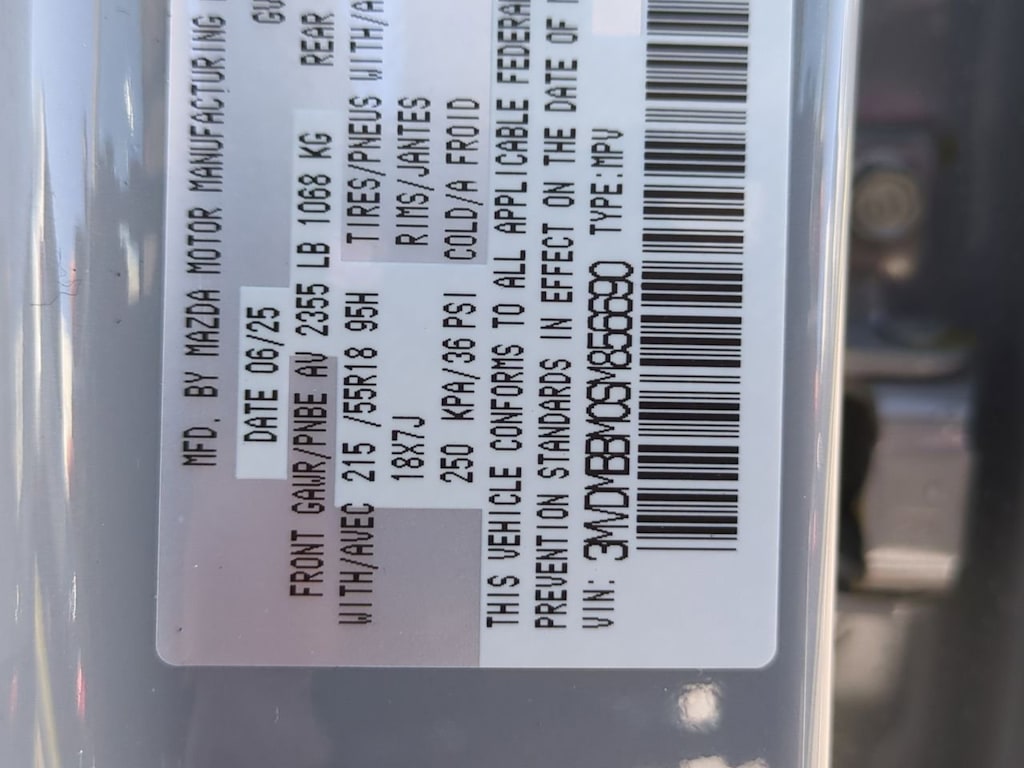 MFD. BY MAZDA MOTOR MANUFACTURING
DATE 06/25
FRONT GAWR/PNBE AV 2355 LB 1068 KG REAR
WITH/AVEC 215 /55R18 95H TIRES/PNEUS WITH/A
18X7J RIMS/JANTES
250 KPA/36 PSI COLD/A FROID
THIS VEHICLE CONFORMS TO ALL APPLICABLE FEDERA
PREVENTION STANDARDS IN EFFECT ON THE DATE OF
VIN: 3MVDMBBM0SM856690 TYPE:MPV